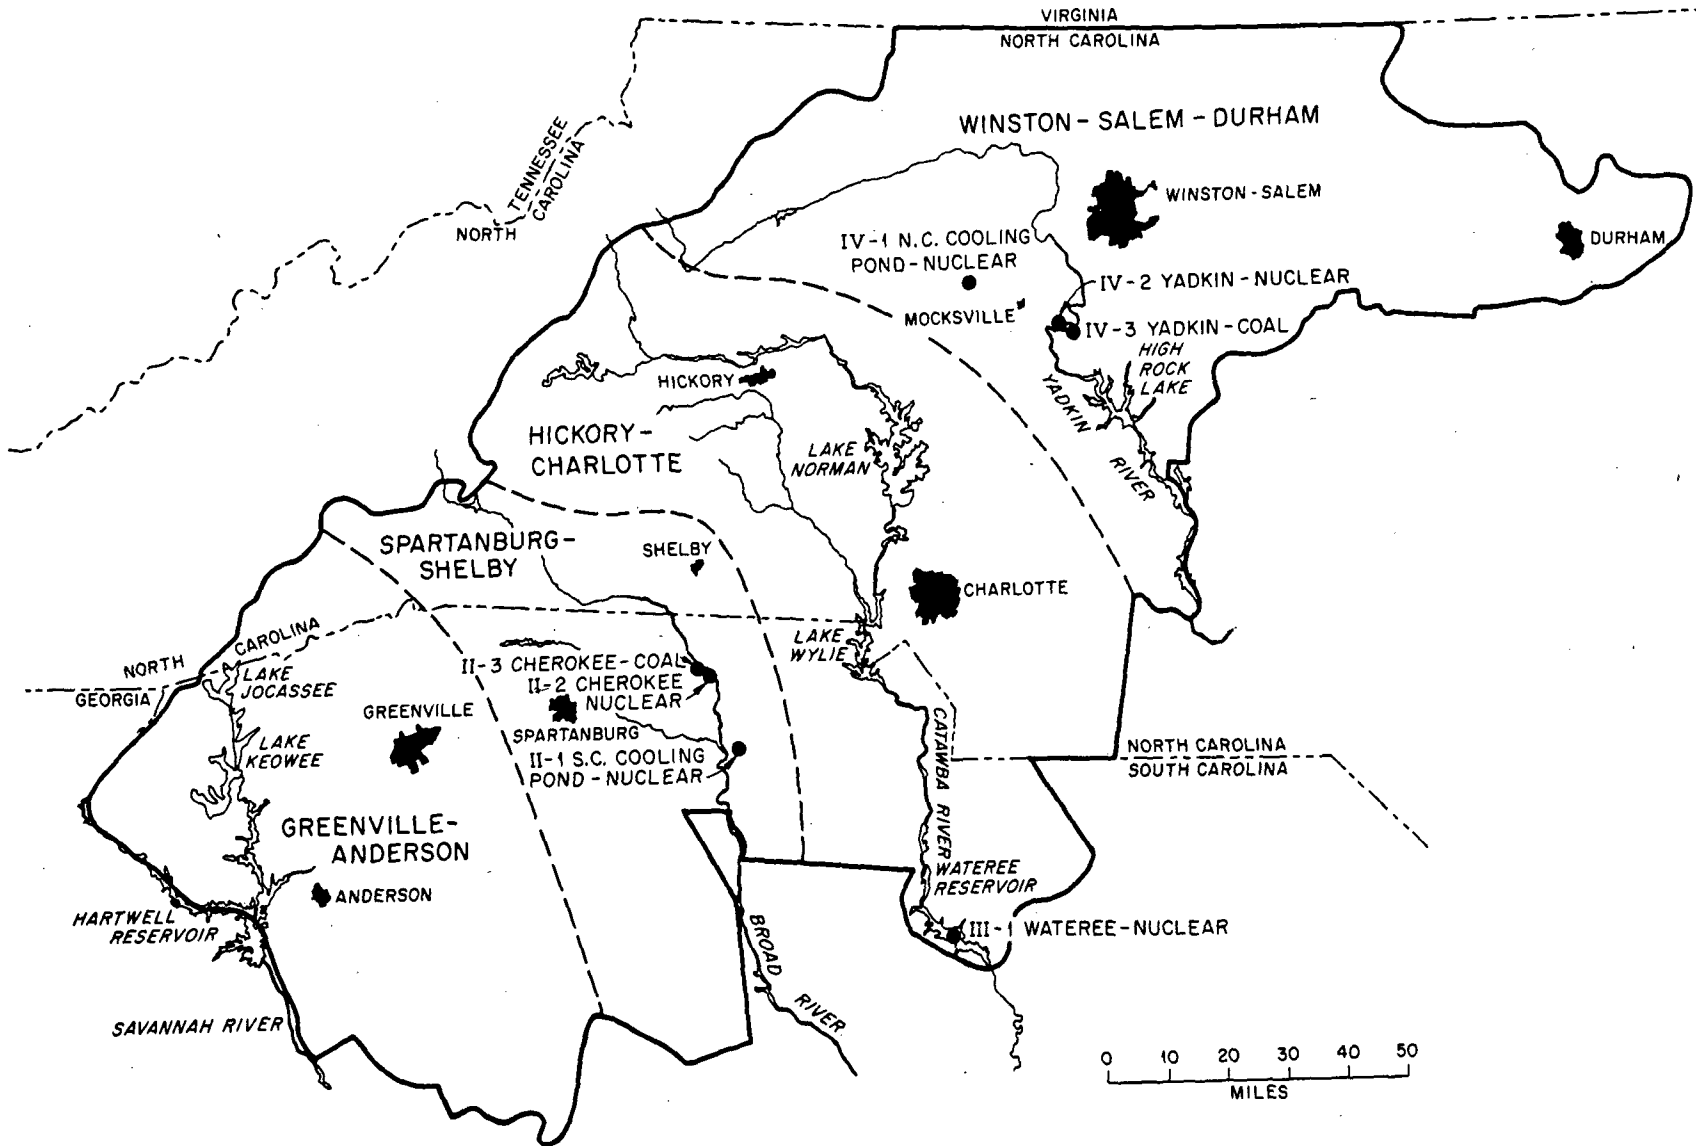 VIRGINIA
NORTH CAROLINA
TENNESSEE
NORTH CAROLINA
WINSTON-SALEM-DURHAM
WINSTON-SALEM
DURHAM
IV-1 N.C. COOLING
POND-NUCLEAR
IV-2 YADKIN-NUCLEAR
MOCKSVILLE
IV-3 YADKIN-COAL
HIGH
ROCK
LAKE
YADKIN
RIVER
HICKORY
HICKORY-
CHARLOTTE
LAKE
NORMAN
SPARTANBURG-
SHELBY
SHELBY
CHARLOTTE
NORTH CAROLINA
GEORGIA
LAKE
JOCASSEE
LAKE
WYLIE
II-3 CHEROKEE-COAL
II-2 CHEROKEE
NUCLEAR
GREENVILLE
SPARTANBURG
LAKE
KEOWEE
II-1 S.C. COOLING
POND-NUCLEAR
CATAWBA RIVER
NORTH CAROLINA
SOUTH CAROLINA
GREENVILLE-
ANDERSON
ANDERSON
WATEREE
RESERVOIR
HARTWELL
RESERVOIR
III-1 WATEREE-NUCLEAR
BROAD
RIVER
SAVANNAH RIVER
0 10 20 30 40 50
MILES